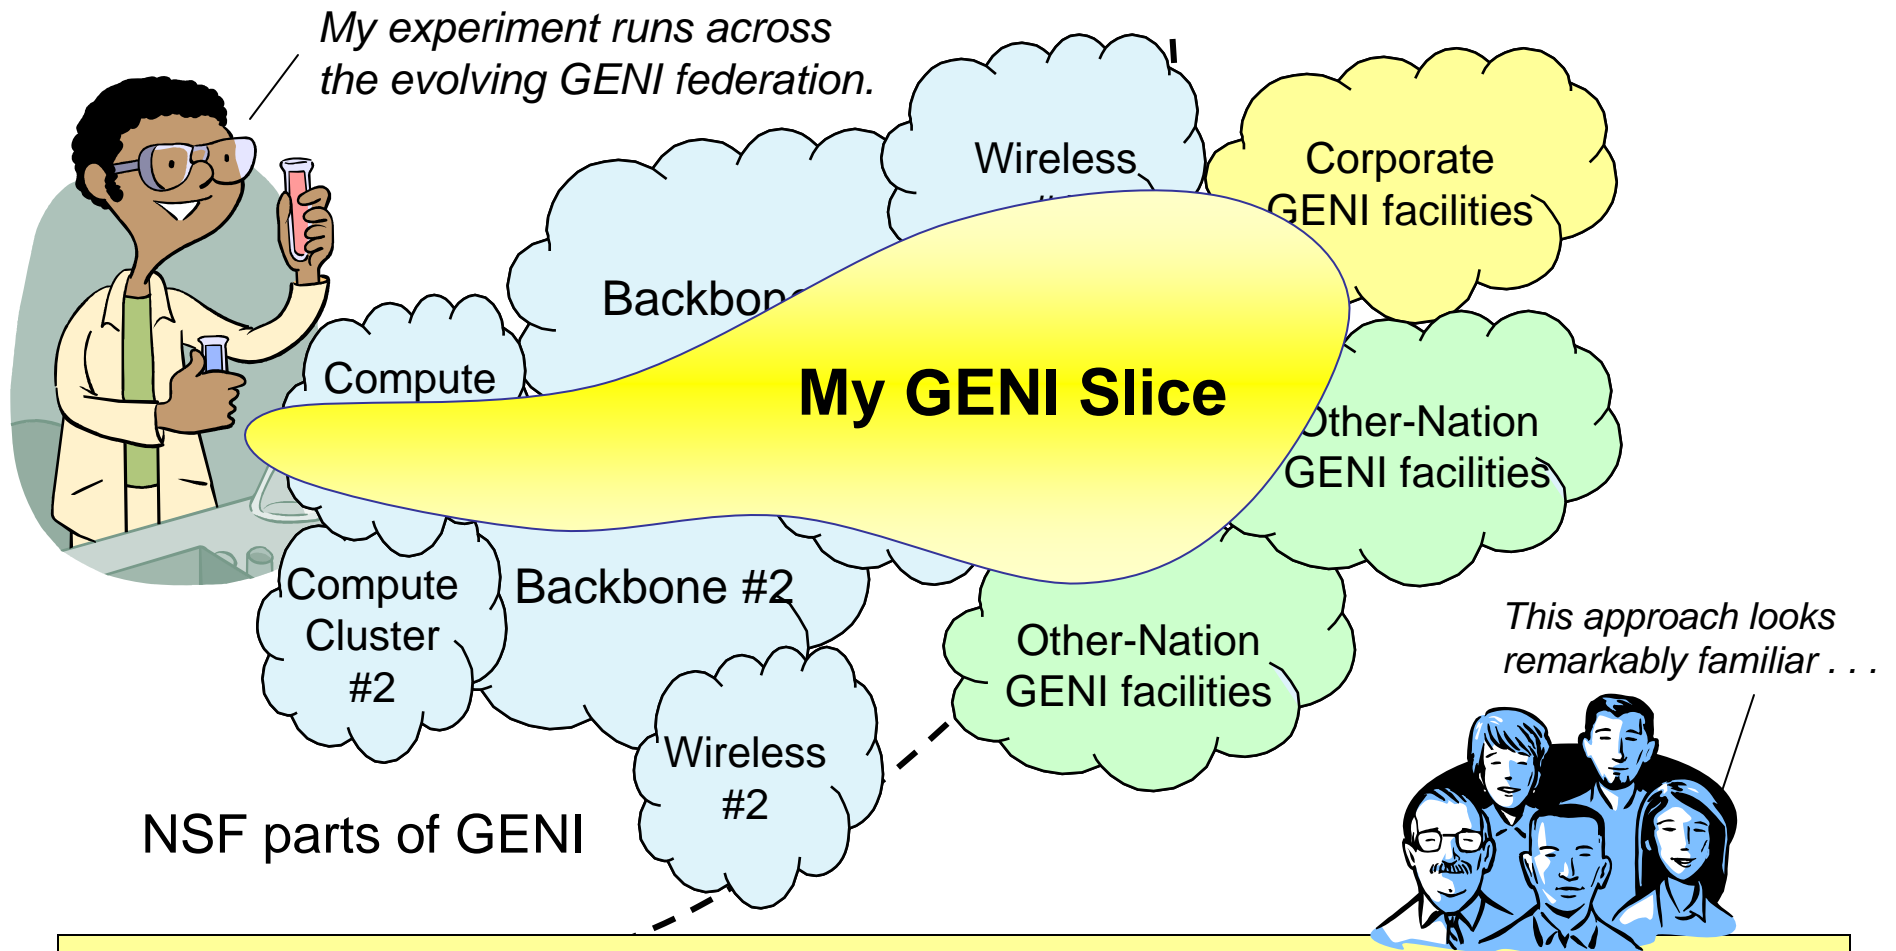 My experiment runs across
the evolving GENI federation.
Wireless
Corporate
GENI facilities
Backbone
Compute
My GENI Slice
Other-Nation
GENI facilities
Compute
Cluster
#2
Backbone #2
Other-Nation
GENI facilities
This approach looks
remarkably familiar . . .
Wireless
#2
NSF parts of GENI